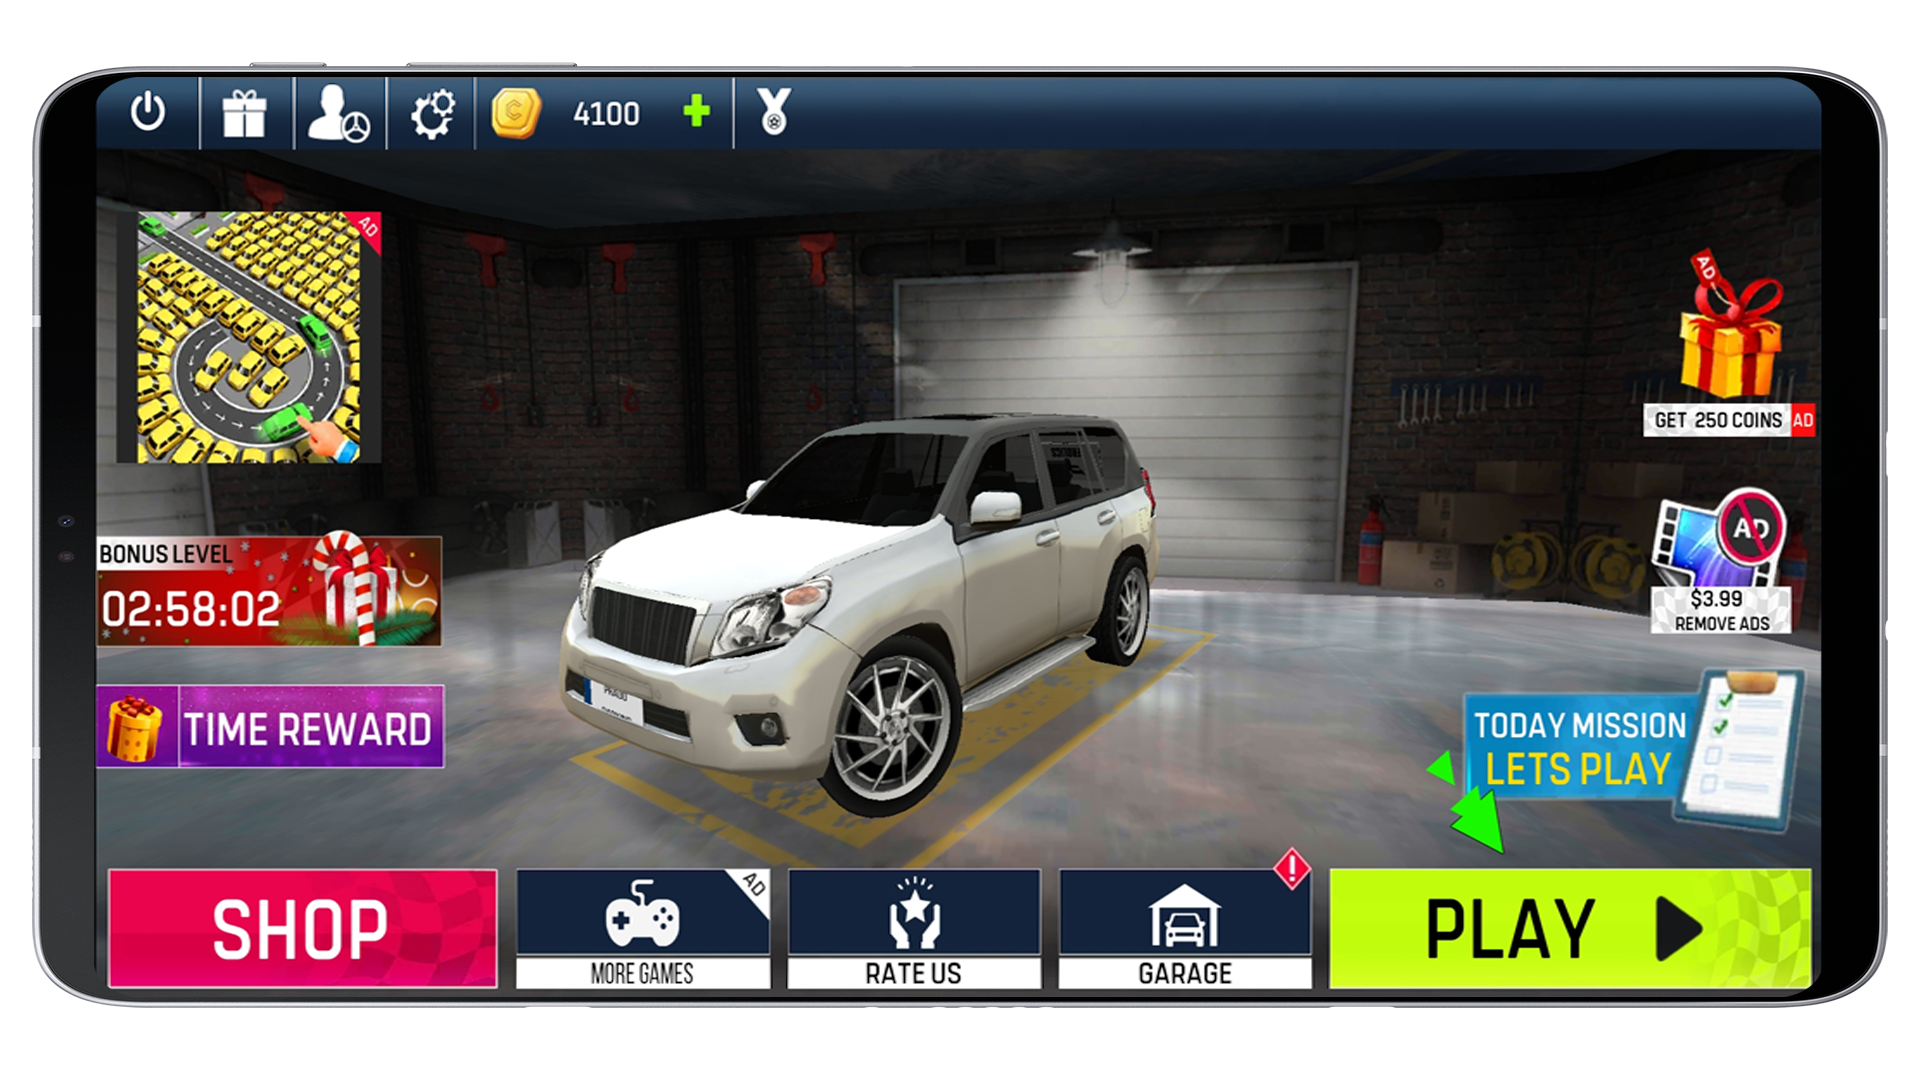 4100
AD
AD
GET 250 COINS AD
BONUS LEVEL
02:58:02
AD
$3.99
REMOVE ADS
TIME REWARD
PRADO
TODAY MISSION
LETS PLAY
SHOP
AD
MORE GAMES
RATE US
!
GARAGE
PLAY